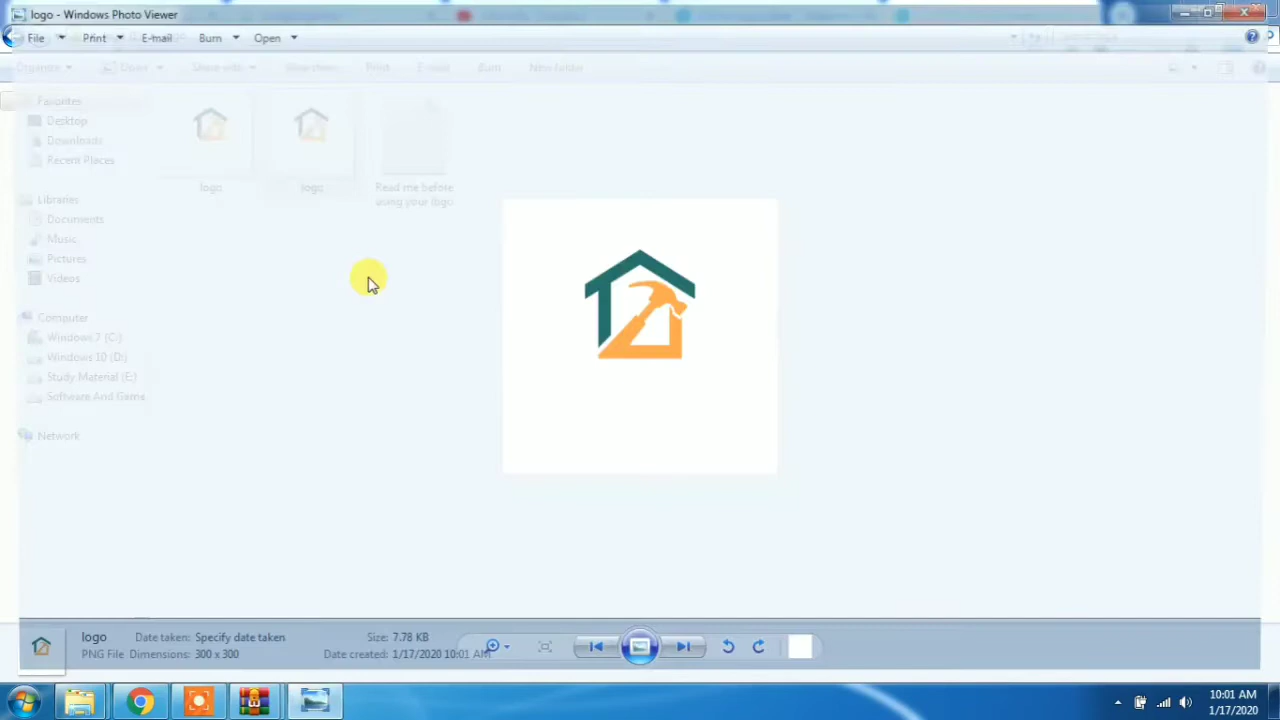 logo - Windows Photo Viewer
File Print E-mail Burn Open
Organize Open Share with Slide show Print E-mail Burn New folder
Favorites
Desktop
Downloads
Recent Places
Libraries
Documents
Music
Pictures
Videos
Computer
Windows 7 (C:)
Windows 10 (D:)
Study Material (E:)
Software And Game
Network
logo
logo
Read me before
using your logo
logo Date taken: Specify date taken Size: 7.78 KB
PNG File Dimensions: 300 x 300 Date created: 1/17/2020 10:01 AM
10:01 AM
1/17/2020